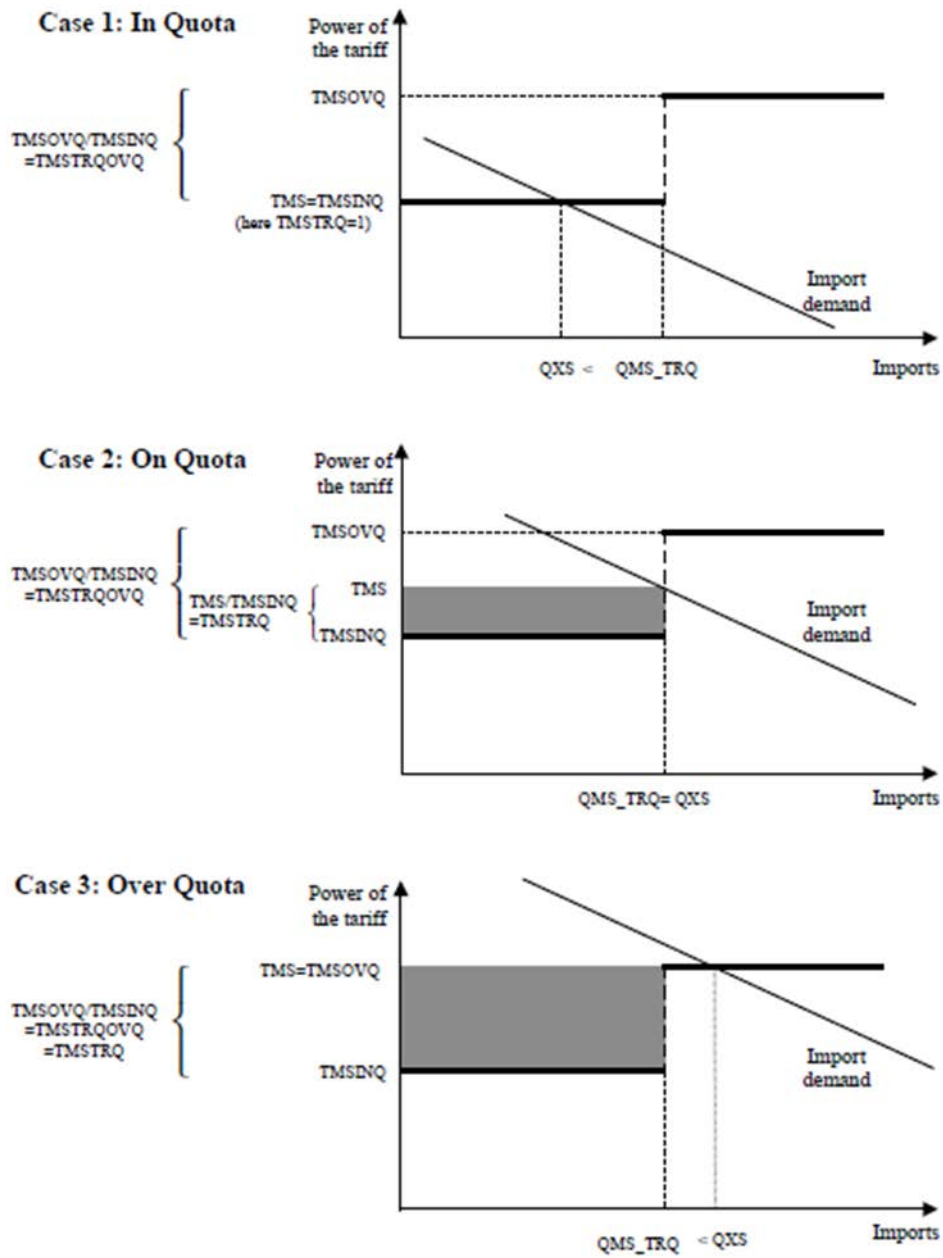 Case 1: In Quota
Power of
the tariff
TMSOVQ
TMSOVQ/TMSINQ
=TMSTRQOVQ
TMS=TMSINQ
(here TMSTRQ=1)
Import
demand
QXS < QMS_TRQ
Imports
Case 2: On Quota
Power of
the tariff
TMSOVQ
TMSOVQ/TMSINQ
=TMSTRQOVQ
TMS
TMS/TMSINQ
=TMSTRQ
TMSINQ
Import
demand
QMS_TRQ= QXS
Imports
Case 3: Over Quota
Power of
the tariff
TMS=TMSOVQ
TMSOVQ/TMSINQ
=TMSTRQOVQ
=TMSTRQ
TMSINQ
Import
demand
QMS_TRQ < QXS
Imports